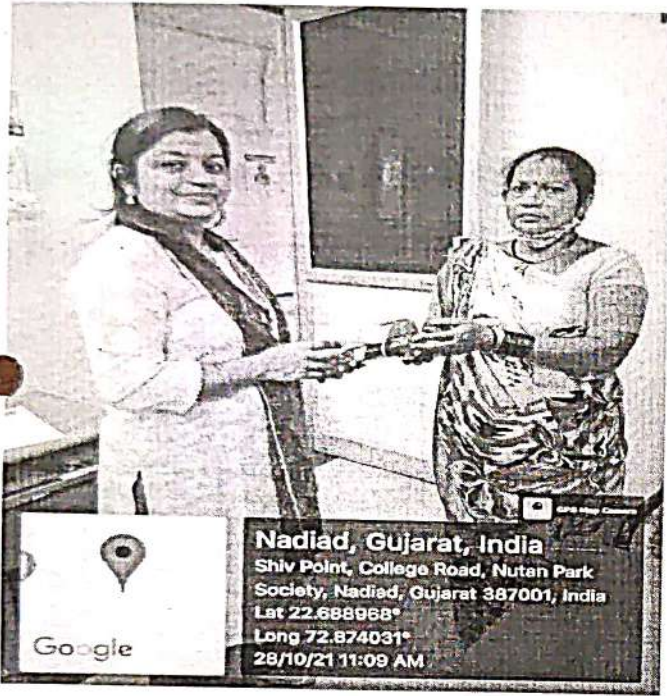 GPS Map Camera
Nadiad, Gujarat, India
Shiv Point, College Road, Nutan Park
Society, Nadiad, Gujarat 387001, India
Lat 22.688968°
Long 72.874031°
28/10/21 11:09 AM
Google